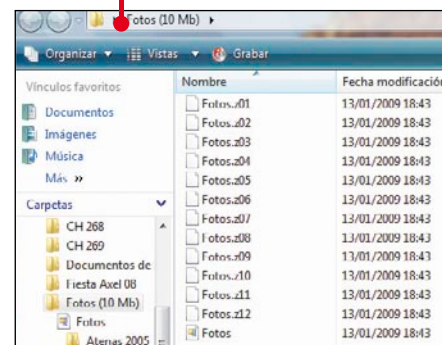 Fotos (10 Mb)
Organizar Vistas Grabar
Vínculos favoritos
Documentos
Imágenes
Música
Más »
Carpetas
CH 268
CH 269
Documentos de
Fiesta Axel 08
Fotos (10 Mb)
Fotos
Atenas 2005
Nombre Fecha modificación
Fotos.z01 13/01/2009 18:43
Fotos.z02 13/01/2009 18:43
Fotos.z03 13/01/2009 18:43
Fotos.z04 13/01/2009 18:43
Fotos.z05 13/01/2009 18:43
Fotos.z06 13/01/2009 18:43
Fotos.z07 13/01/2009 18:43
Fotos.z08 13/01/2009 18:43
Fotos.z09 13/01/2009 18:43
Fotos.z10 13/01/2009 18:43
Fotos.z11 13/01/2009 18:43
Fotos.z12 13/01/2009 18:43
Fotos 13/01/2009 18:43